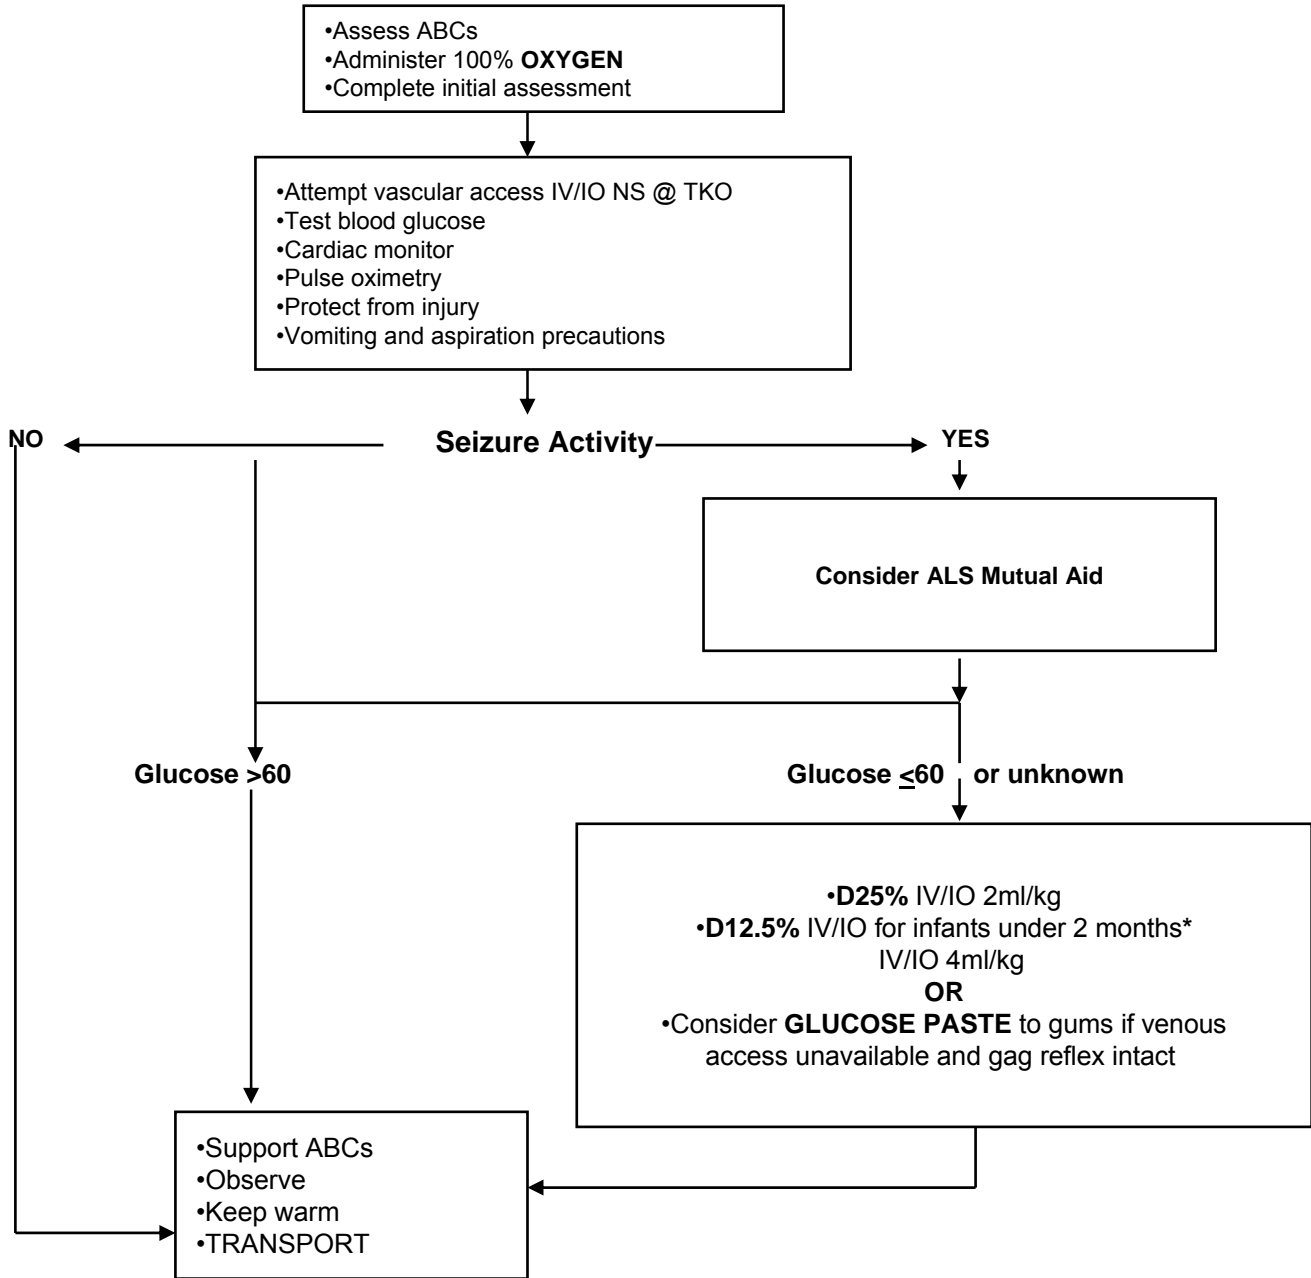 •Assess ABCs
•Administer 100% OXYGEN
•Complete initial assessment
•Attempt vascular access IV/IO NS @ TKO
•Test blood glucose
•Cardiac monitor
•Pulse oximetry
•Protect from injury
•Vomiting and aspiration precautions
NO
Seizure Activity
YES
Consider ALS Mutual Aid
Glucose >60
Glucose ≤60 or unknown
•D25% IV/IO 2ml/kg
•D12.5% IV/IO for infants under 2 months*
IV/IO 4ml/kg
OR
•Consider GLUCOSE PASTE to gums if venous
access unavailable and gag reflex intact
•Support ABCs
•Observe
•Keep warm
•TRANSPORT